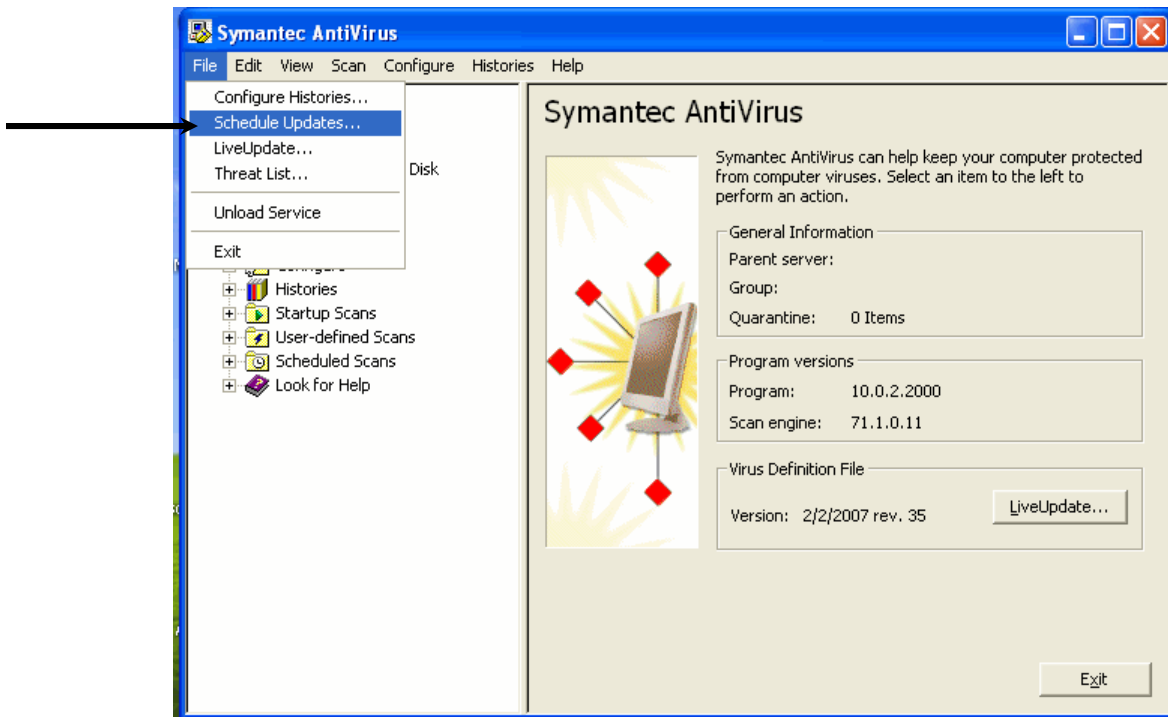 Symantec AntiVirus
File Edit View Scan Configure Histories Help
Configure Histories...
Schedule Updates...
LiveUpdate...
Threat List...
Unload Service
Exit
Disk
Histories
Startup Scans
User-defined Scans
Scheduled Scans
Look for Help
Symantec AntiVirus
Symantec AntiVirus can help keep your computer protected
from computer viruses. Select an item to the left to
perform an action.
General Information
Parent server:
Group:
Quarantine: 0 Items
Program versions
Program: 10.0.2.2000
Scan engine: 71.1.0.11
Virus Definition File
Version: 2/2/2007 rev. 35
LiveUpdate...
Exit